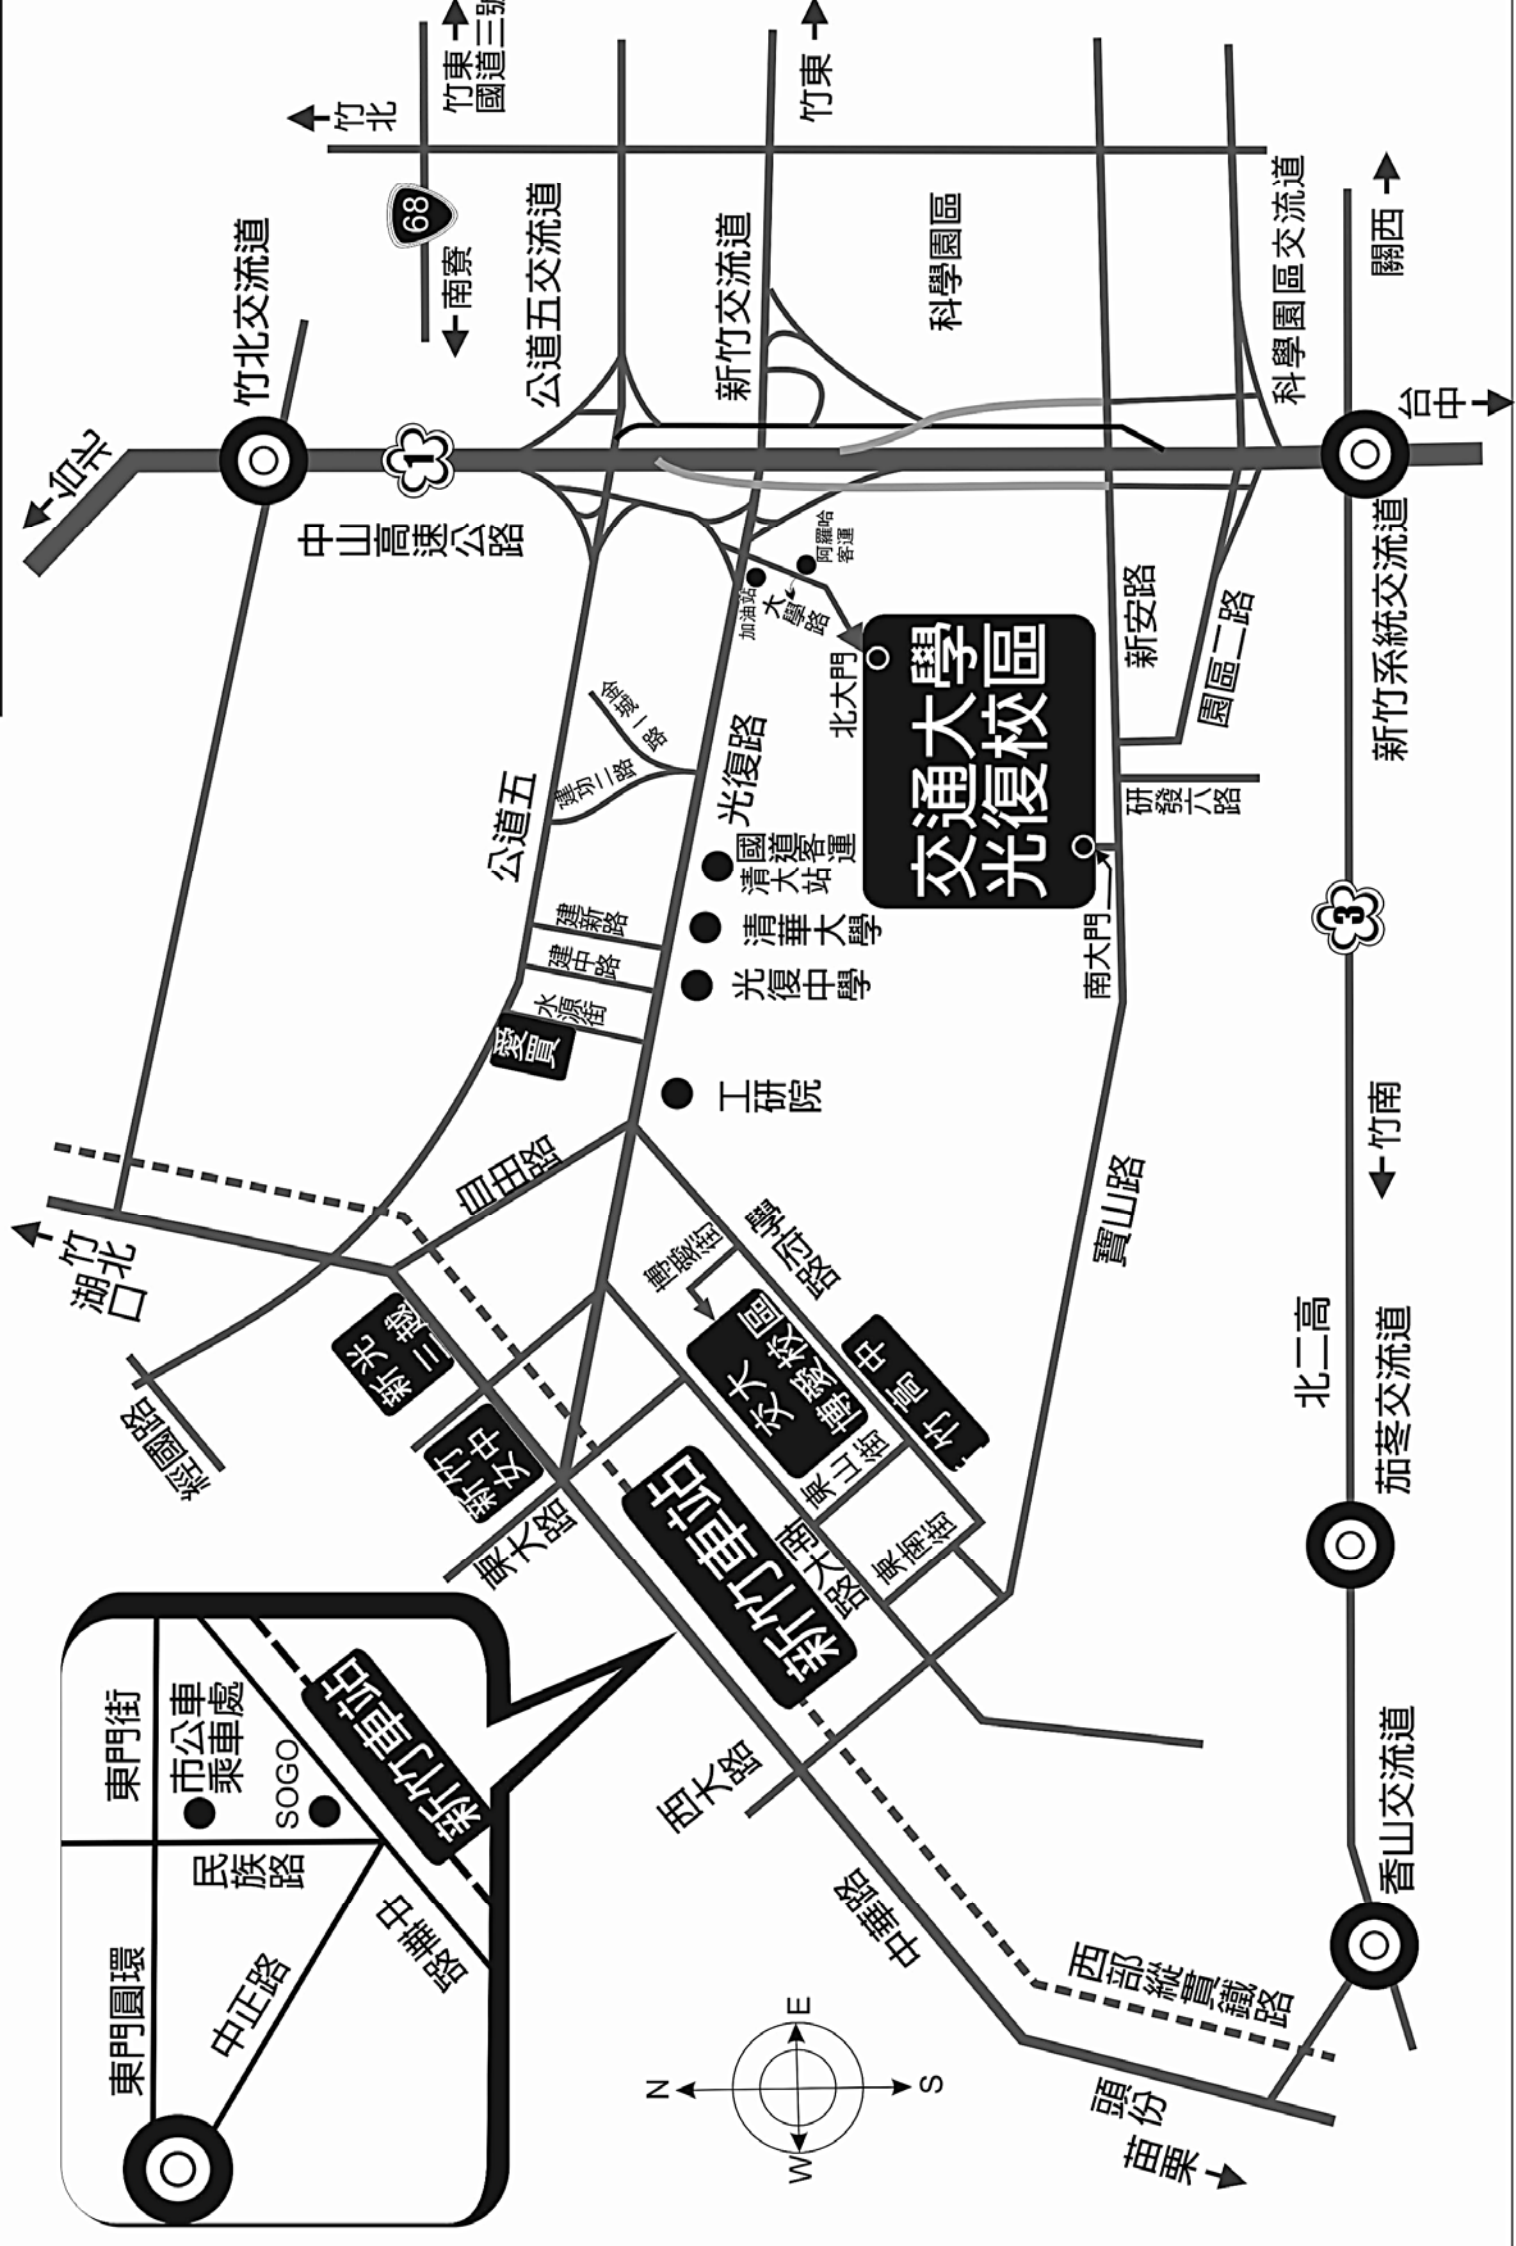 東門圓環
東門街
中正路
民族路
市公車
乘車處
SOGO
中華路
新竹車站
N
E
S
W
經國路
湖口
竹北
新光
三越
新竹
女中
東大路
新竹車站
西大路
中華路
西部縱貫鐵路
頭份
苗栗
自由路
學府路
博愛街
交大
博愛校區
竹高中
東山街
東南街
南大路
寶山路
愛買
水源街
建中路
建新路
公道五
建功二路
金城一路
光復路
工研院
光復中學
清華大學
國道客運
清大站
加油站
阿羅哈
客運
大學路
北大門
交通大學
光復校區
南大門
新安路
園區二路
研發六路
台北
中山高速公路
1
竹北交流道
公道五交流道
新竹交流道
科學園區
科學園區交流道
68
南寮
竹東
國道三號
竹北
竹東
關西
台中
新竹系統交流道
3
竹南
北二高
茄苳交流道
香山交流道